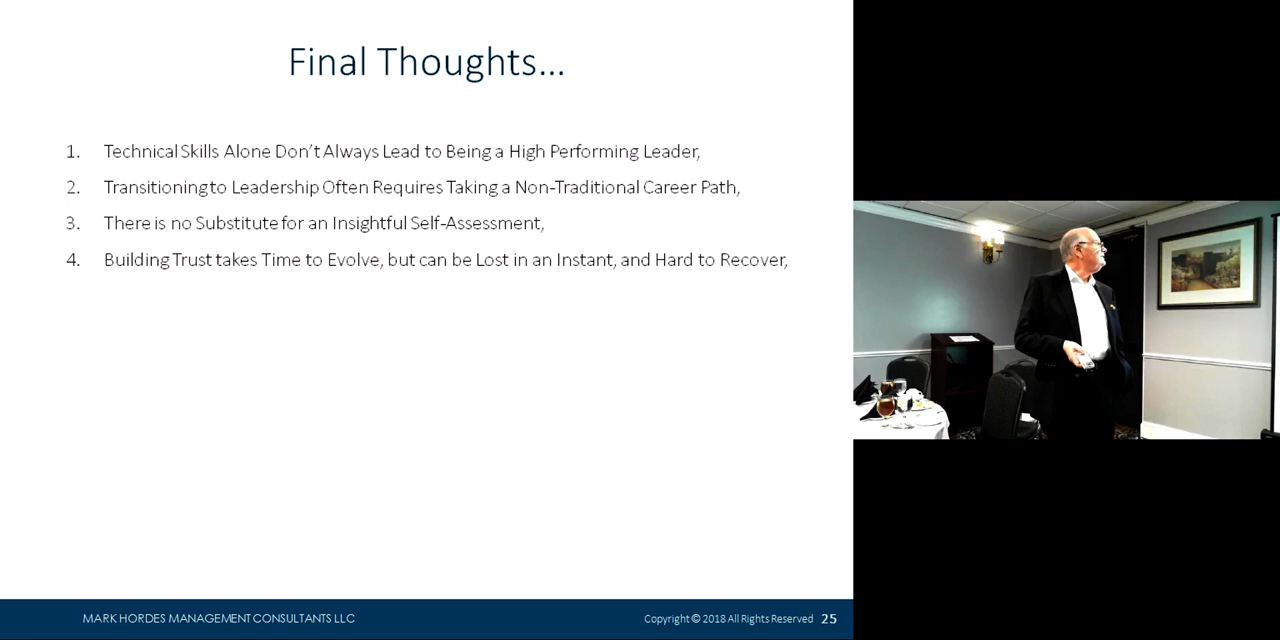 Final Thoughts...
1. Technical Skills Alone Don't Always Lead to Being a High Performing Leader,
2. Transitioning to Leadership Often Requires Taking a Non-Traditional Career Path,
3. There is no Substitute for an Insightful Self-Assessment,
4. Building Trust takes Time to Evolve, but can be Lost in an Instant, and Hard to Recover,
MARK HORDES MANAGEMENT CONSULTANTS LLC
Copyright © 2018 All Rights Reserved 25